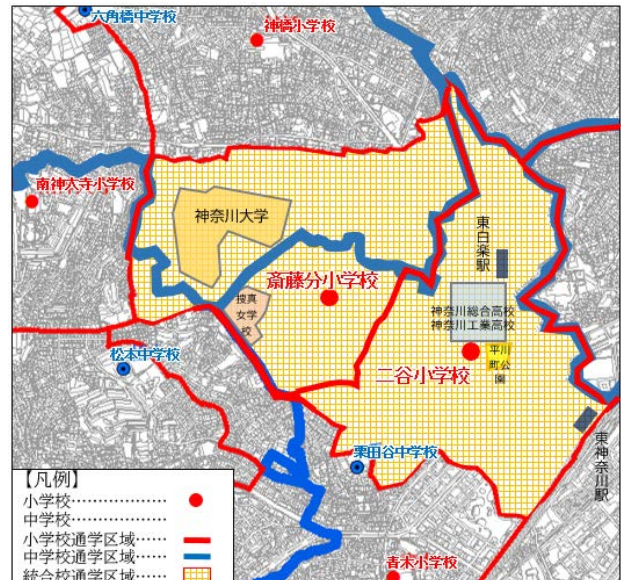 六角橋中学校
神橋小学校
南神大寺小学校
神奈川大学
東白楽駅
斎藤分小学校
捜真
女学
校
神奈川総合高校
神奈川工業高校
平川
町公
園
松本中学校
二谷小学校
栗田谷中学校
東神奈川駅
青木小学校
【凡例】
小学校………………
中学校………………
小学校通学区域……
中学校通学区域……
統合校通学区域……